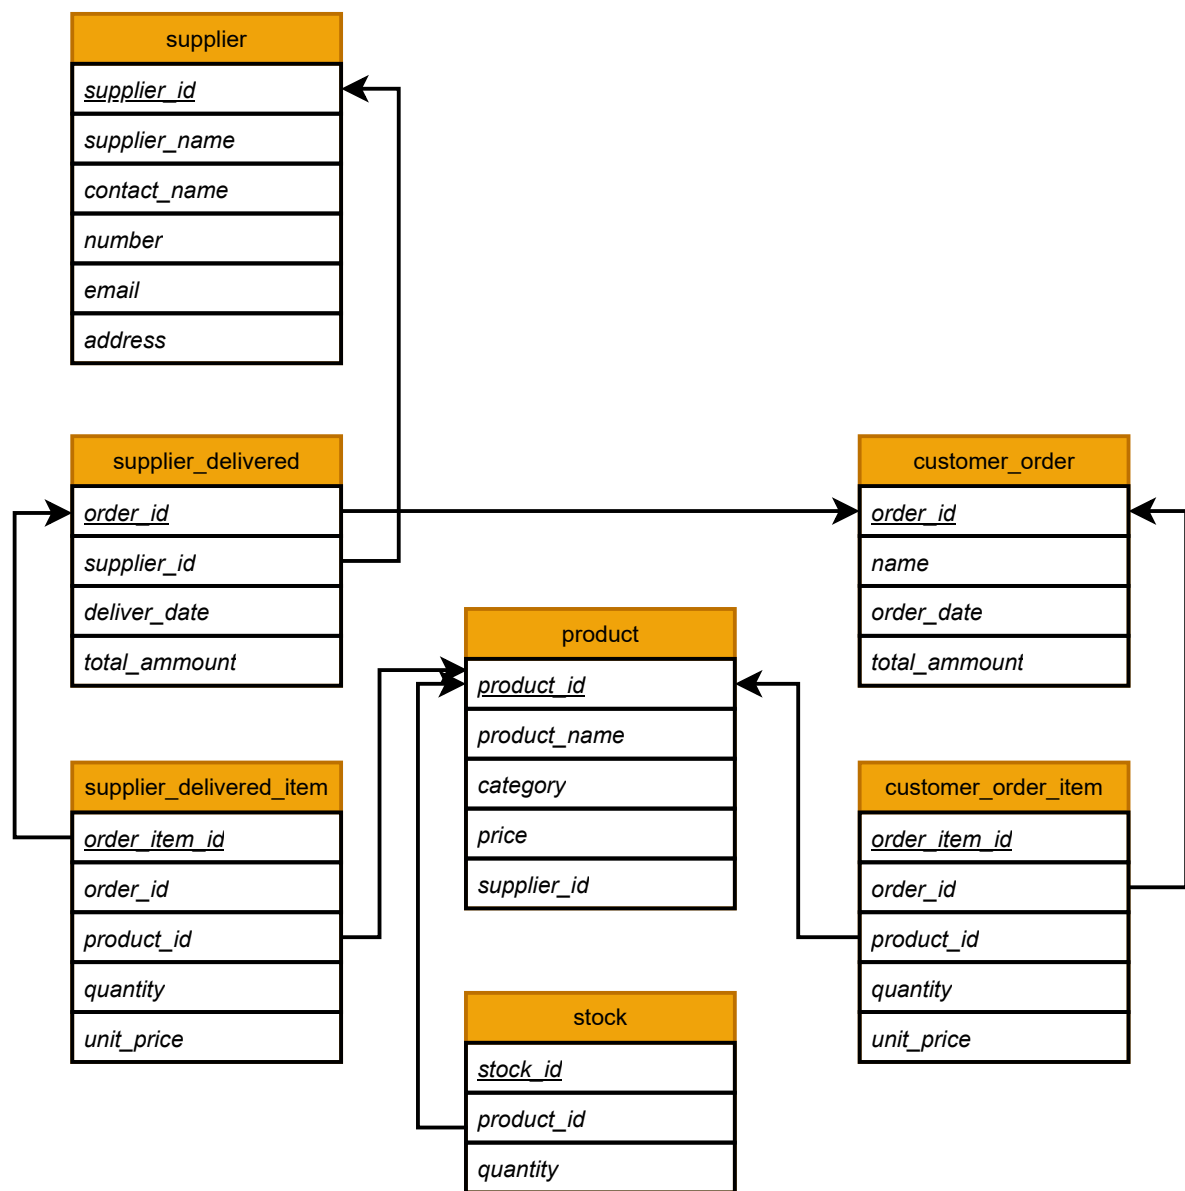 supplier
supplier_id
supplier_name
contact_name
number
email
address
supplier_delivered
order_id
supplier_id
deliver_date
total_ammount
customer_order
order_id
name
order_date
total_ammount
product
product_id
product_name
category
price
supplier_id
supplier_delivered_item
order_item_id
order_id
product_id
quantity
unit_price
customer_order_item
order_item_id
order_id
product_id
quantity
unit_price
stock
stock_id
product_id
quantity